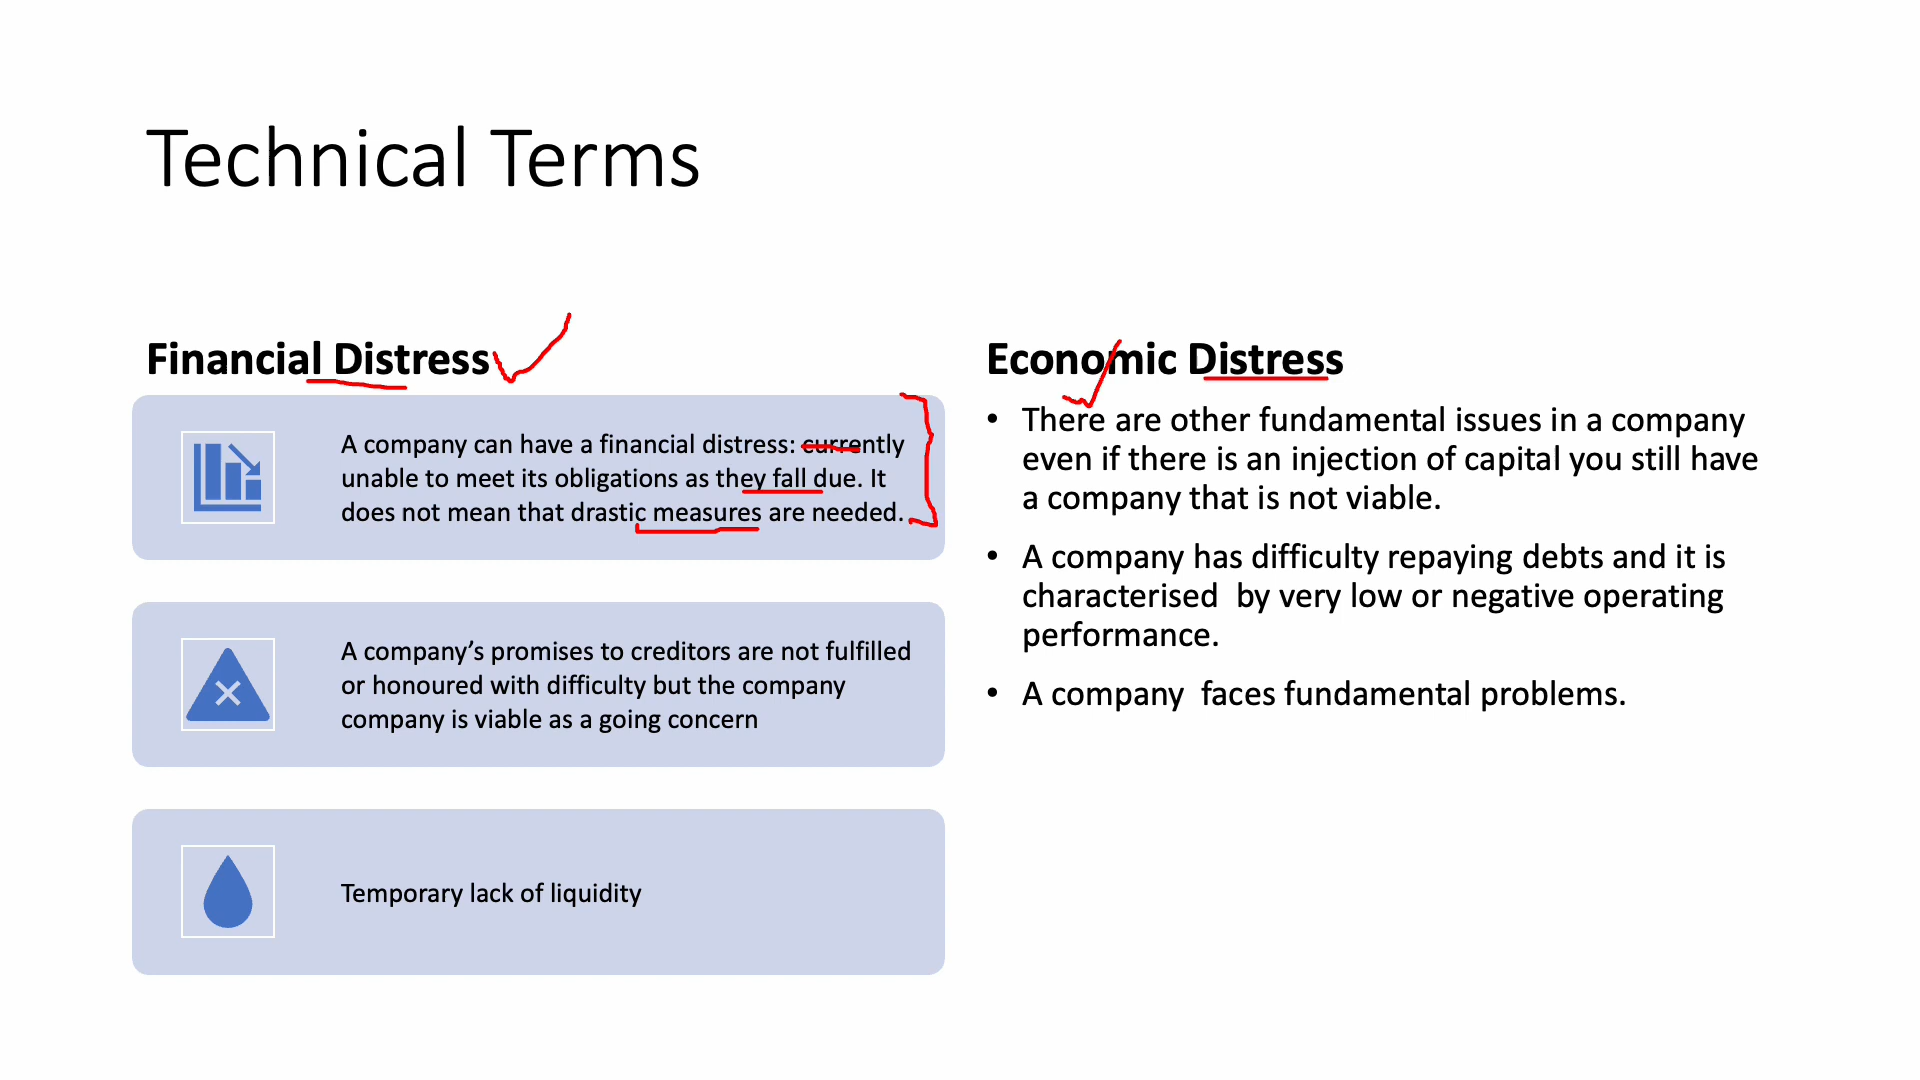 Technical Terms
Financial Distress
A company can have a financial distress: currently
unable to meet its obligations as they fall due. It
does not mean that drastic measures are needed.
A company’s promises to creditors are not fulfilled
or honoured with difficulty but the company
company is viable as a going concern
Temporary lack of liquidity
Economic Distress
• There are other fundamental issues in a company
even if there is an injection of capital you still have
a company that is not viable.
• A company has difficulty repaying debts and it is
characterised  by very low or negative operating
performance.
• A company  faces fundamental problems.